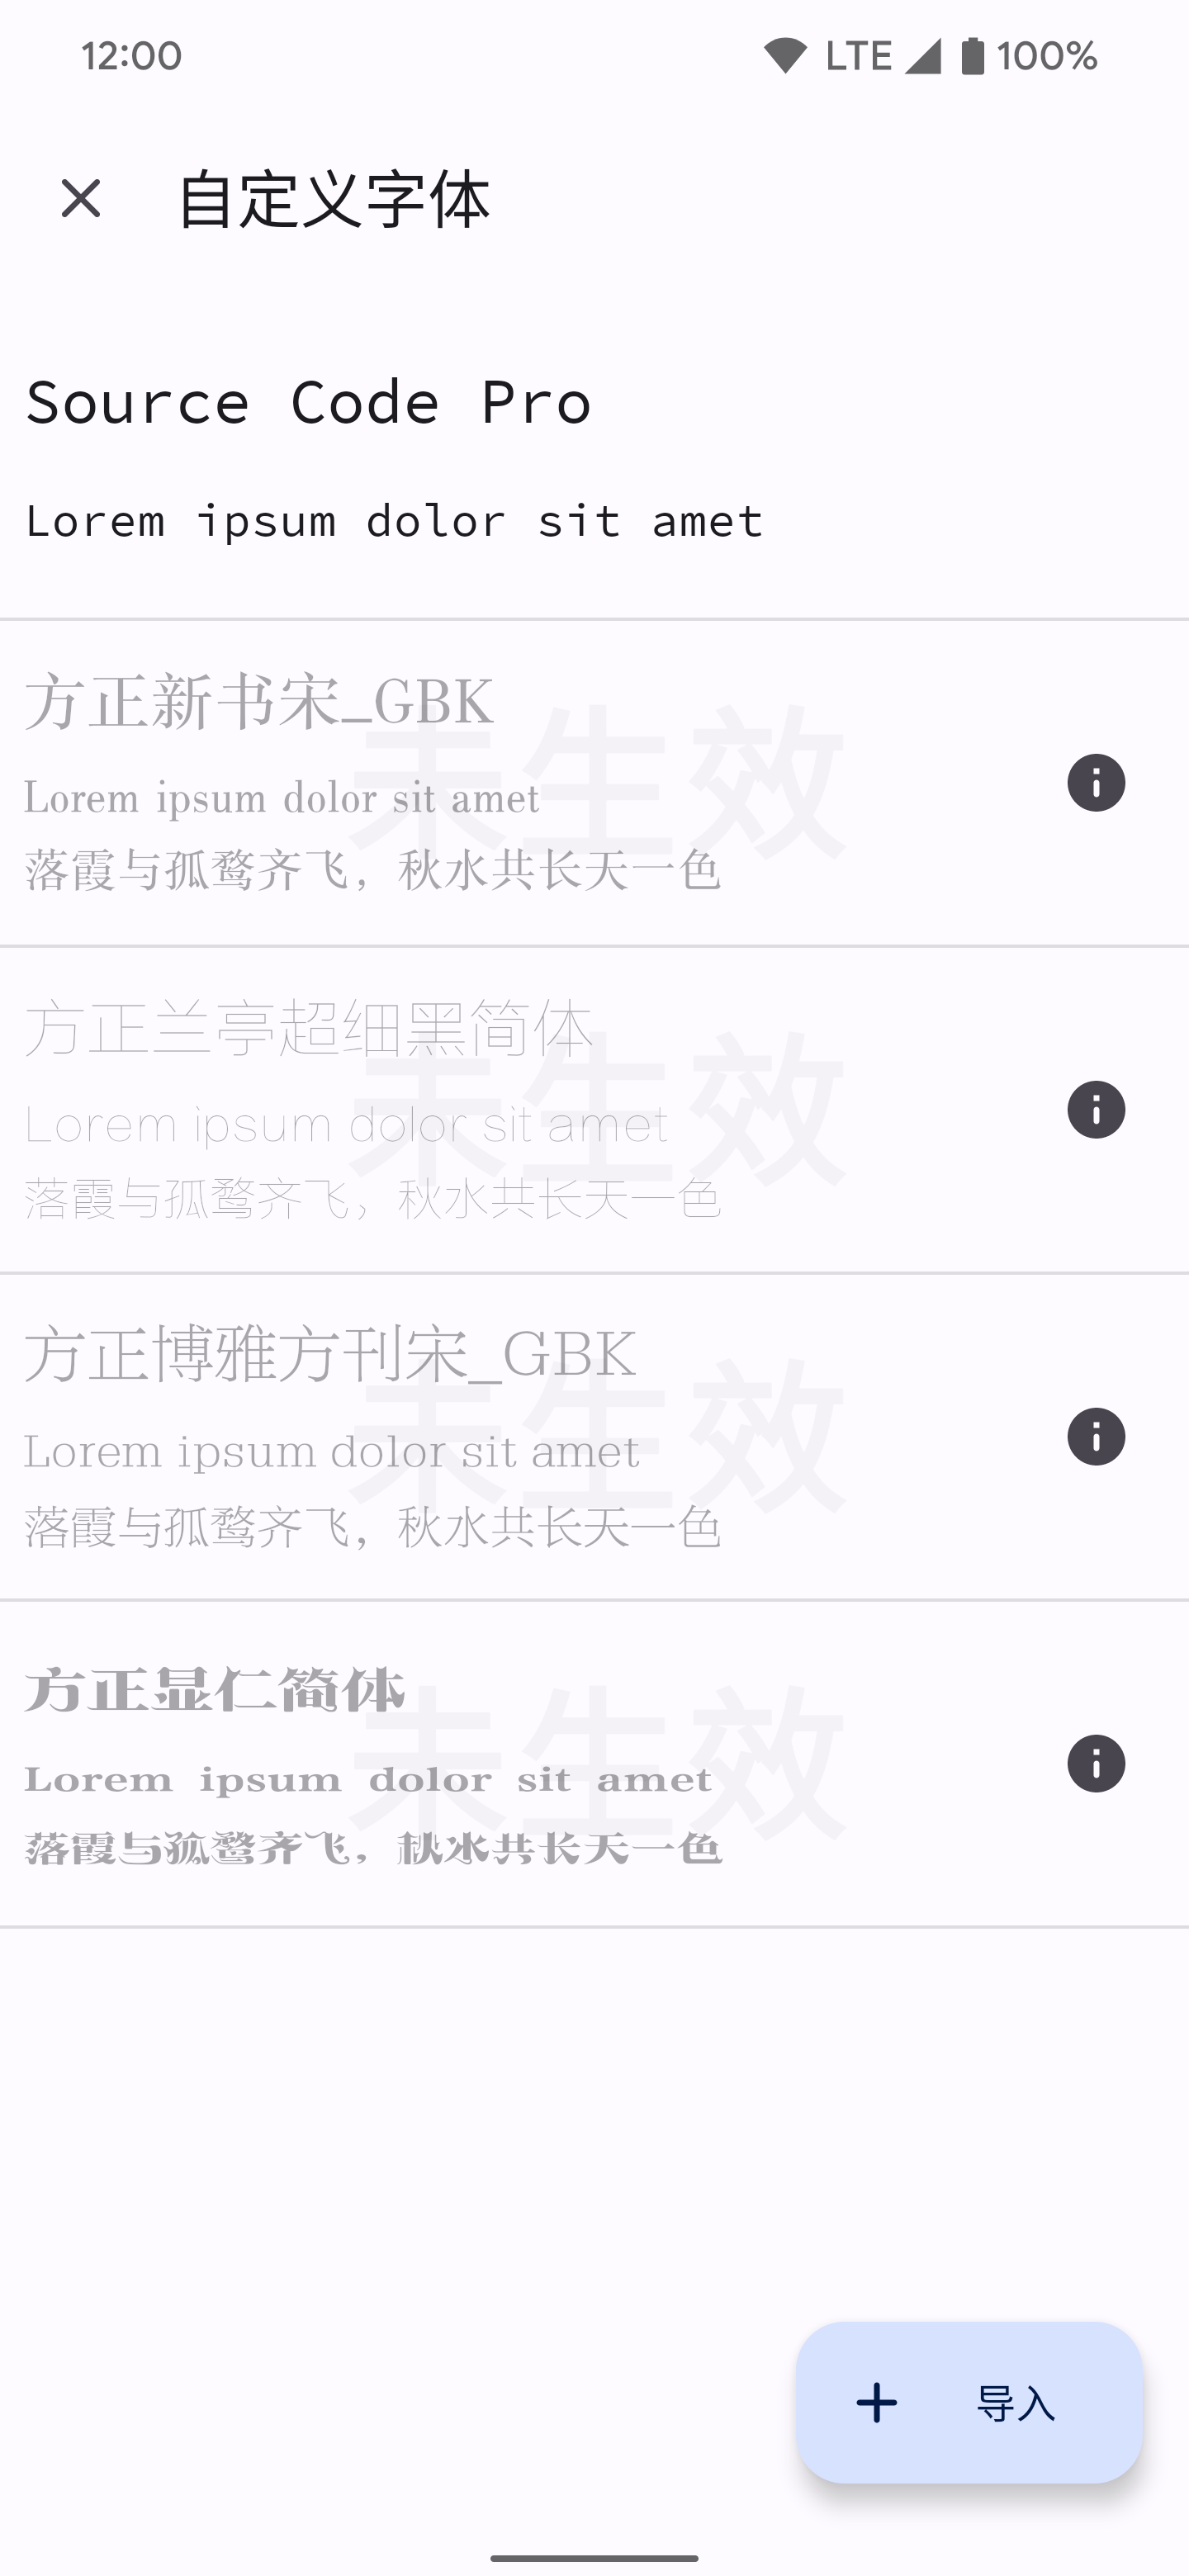 12:00 LTE 100%
自定义字体
Source Code Pro
Lorem ipsum dolor sit amet
方正新书宋_GBK
未生效
Lorem ipsum dolor sit amet
落霞与孤鹜齐飞，秋水共长天一色
方正兰亭超细黑简体
未生效
Lorem ipsum dolor sit amet
落霞与孤鹜齐飞，秋水共长天一色
方正博雅方刊宋_GBK
未生效
Lorem ipsum dolor sit amet
落霞与孤鹜齐飞，秋水共长天一色
方正显仁简体
未生效
Lorem ipsum dolor sit amet
落霞与孤鹜齐飞，秋水共长天一色
导入